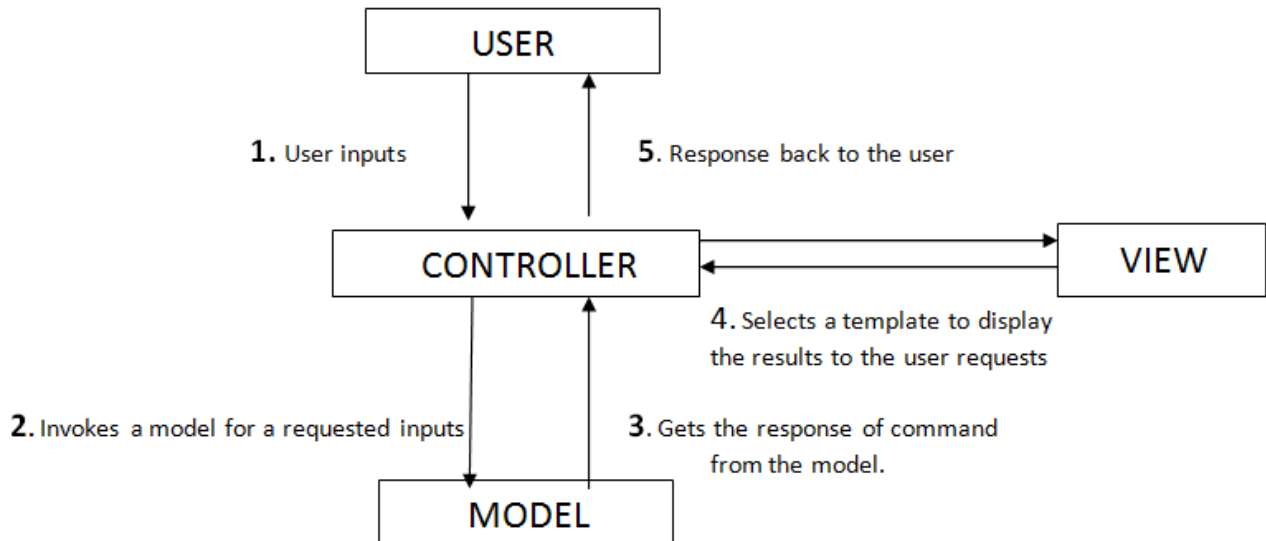 USER
1. User inputs
5. Response back to the user
CONTROLLER
VIEW
4. Selects a template to display
the results to the user requests
2. Invokes a model for a requested inputs
3. Gets the response of command
from the model.
MODEL